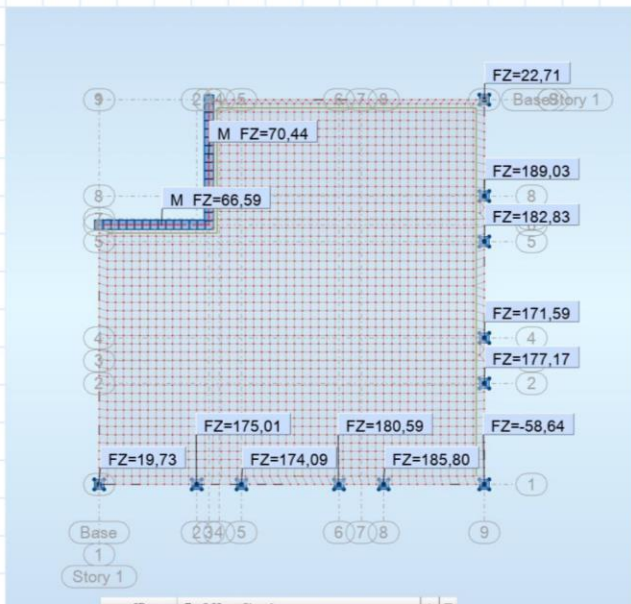 FZ=22,71
9 2 3 4 5 6 7 8 Base Story 1
M FZ=70,44
FZ=189,03
8 8
M FZ=66,59
FZ=182,83
5 5
FZ=171,59
4 4
3
FZ=177,17
2 2
FZ=175,01 FZ=180,59 FZ=-58,64
FZ=19,73 FZ=174,09 FZ=185,80
1
Base 2 3 4 5 6 7 8 9
1
Story 1